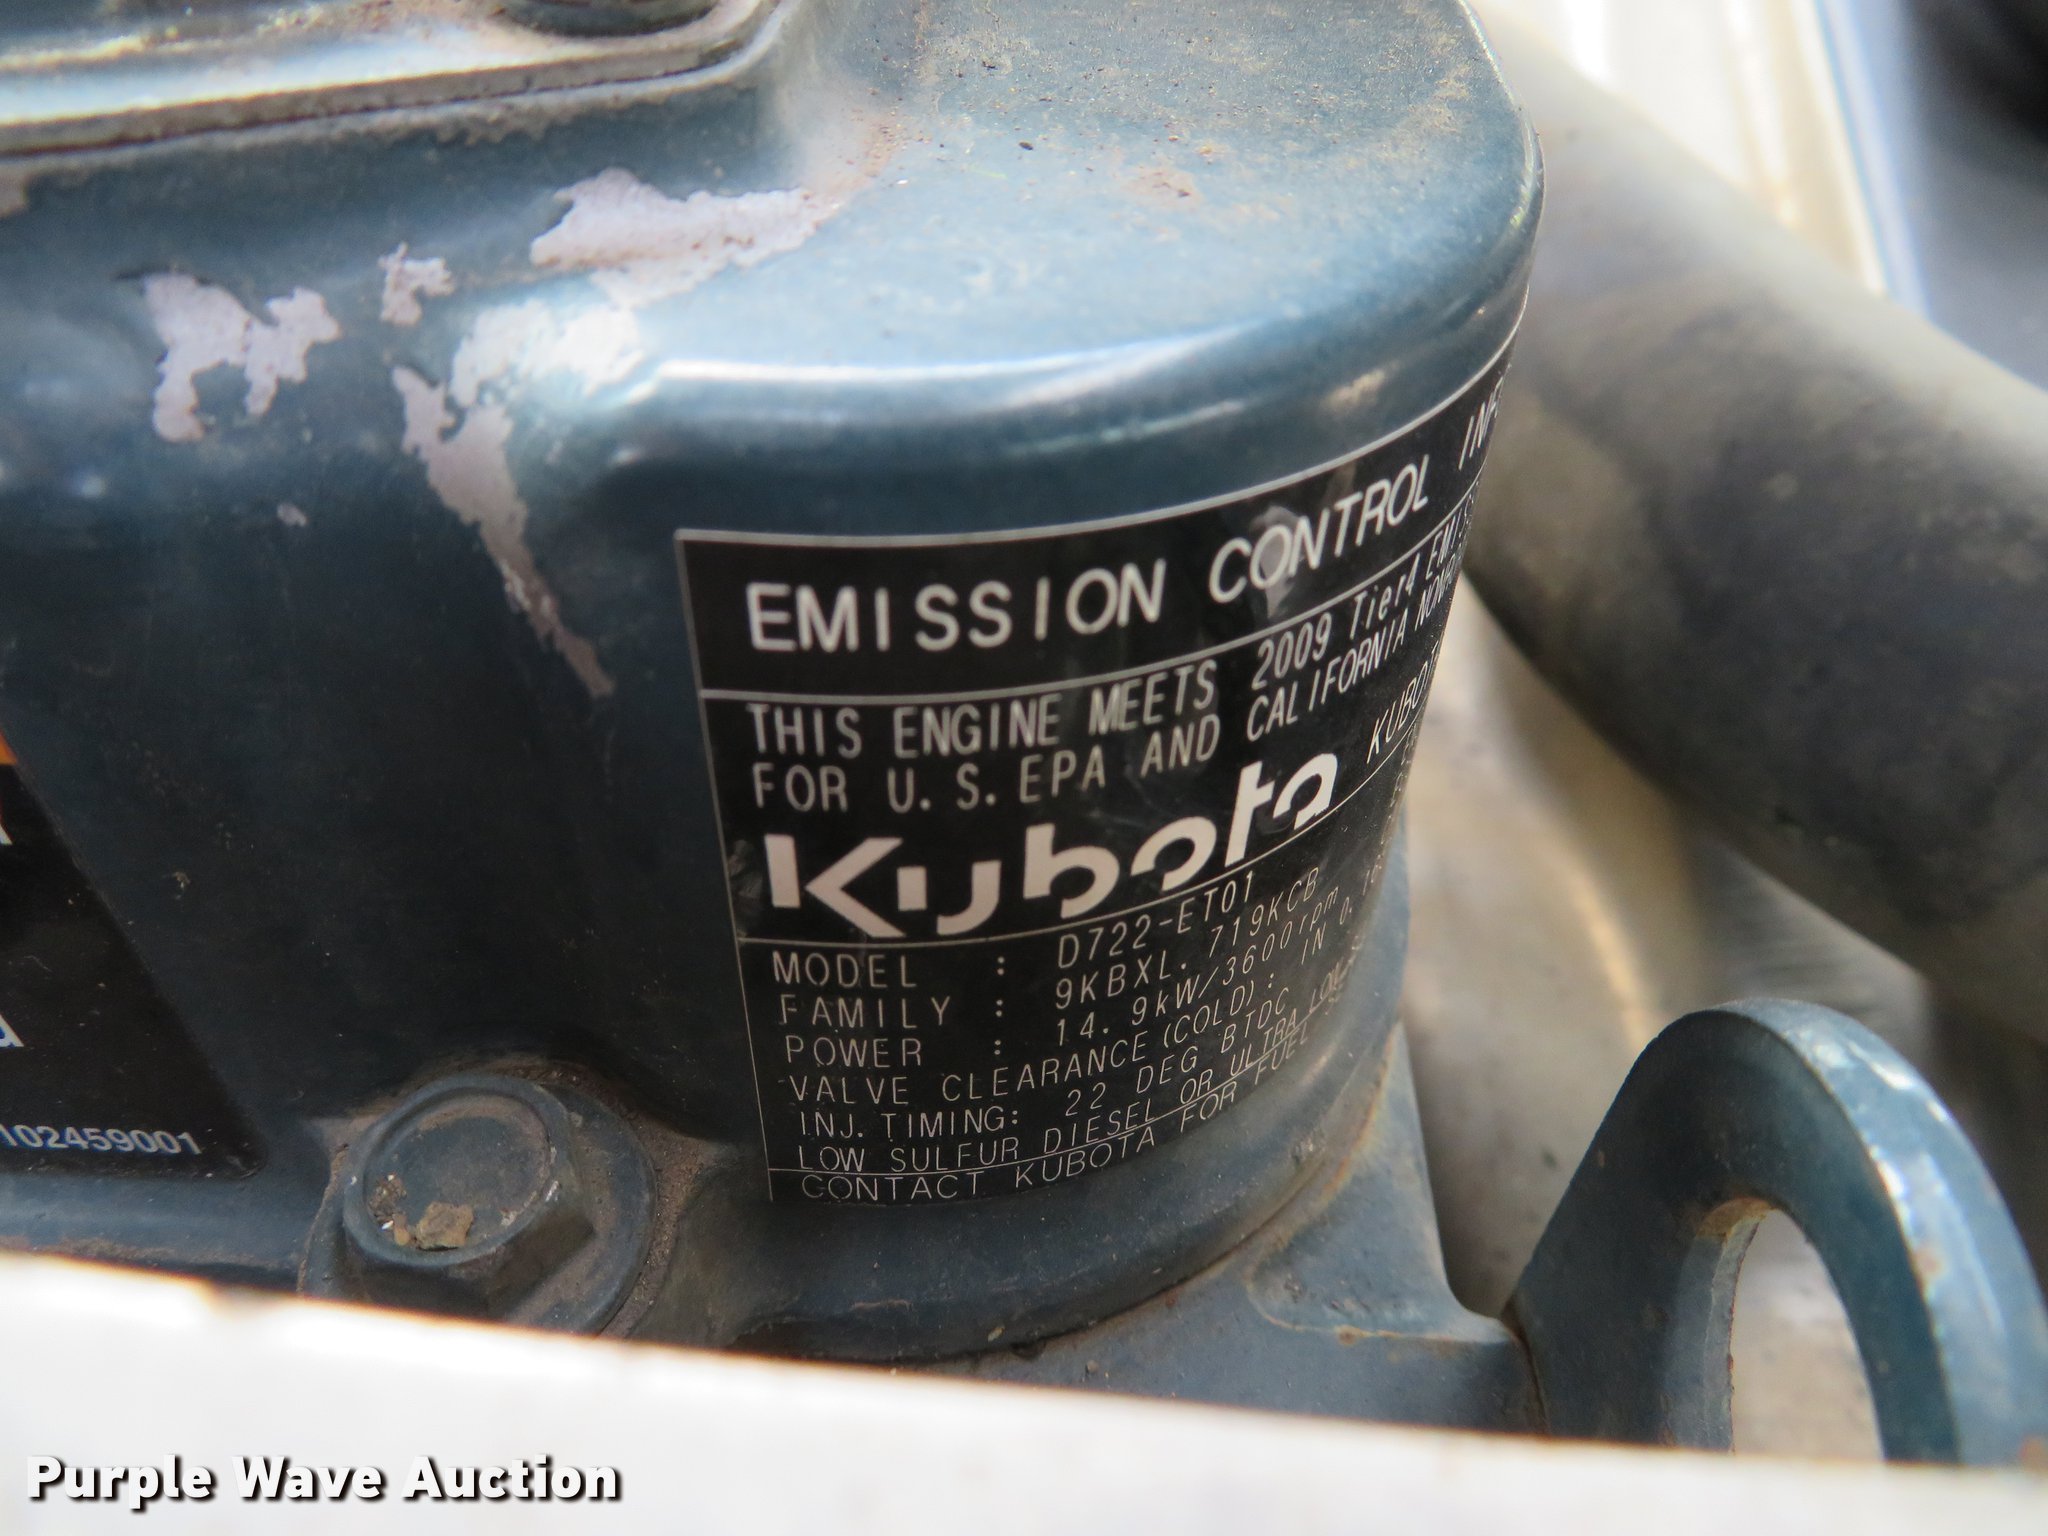 EMISSION CONTROL
THIS ENGINE MEETS 2009 Tier4
FOR U.S. EPA AND CALIFORNIA
Kubota
MODEL : D722-ET01
FAMILY : 9KBXL.719KCB
POWER : 14.9kW/3600rpm
VALVE CLEARANCE (COLD): IN
INJ. TIMING: 22 DEG BTDC
LOW SULFUR DIESEL OR ULTRA LOW
CONTACT KUBOTA FOR FUEL
102459001
Purple Wave Auction